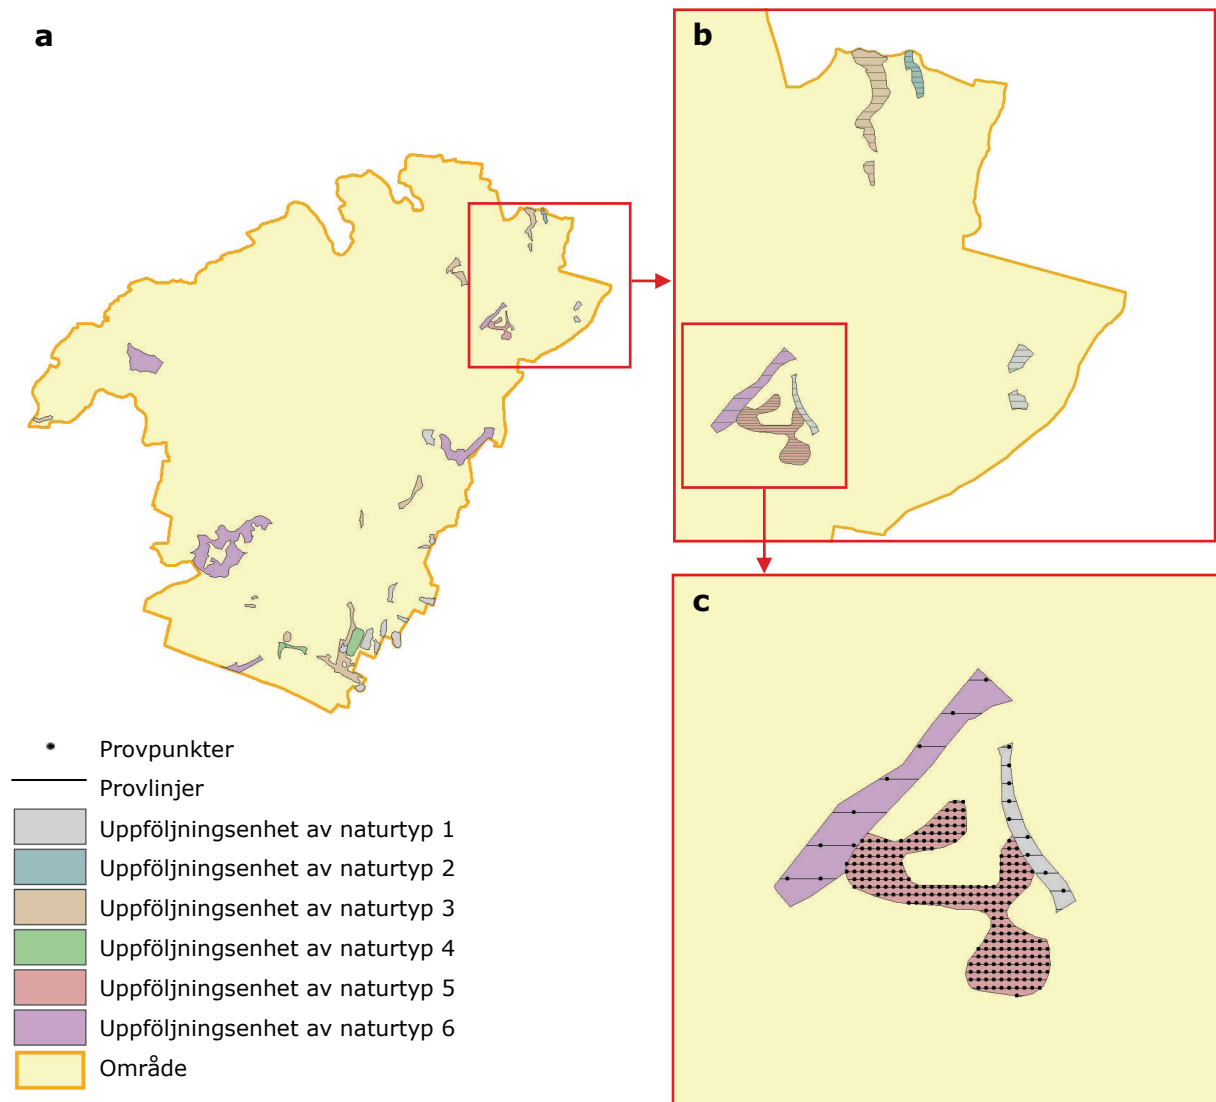 a
b
c
Provpunkter
Provlinjer
Uppföljningsenhet av naturtyp 1
Uppföljningsenhet av naturtyp 2
Uppföljningsenhet av naturtyp 3
Uppföljningsenhet av naturtyp 4
Uppföljningsenhet av naturtyp 5
Uppföljningsenhet av naturtyp 6
Område